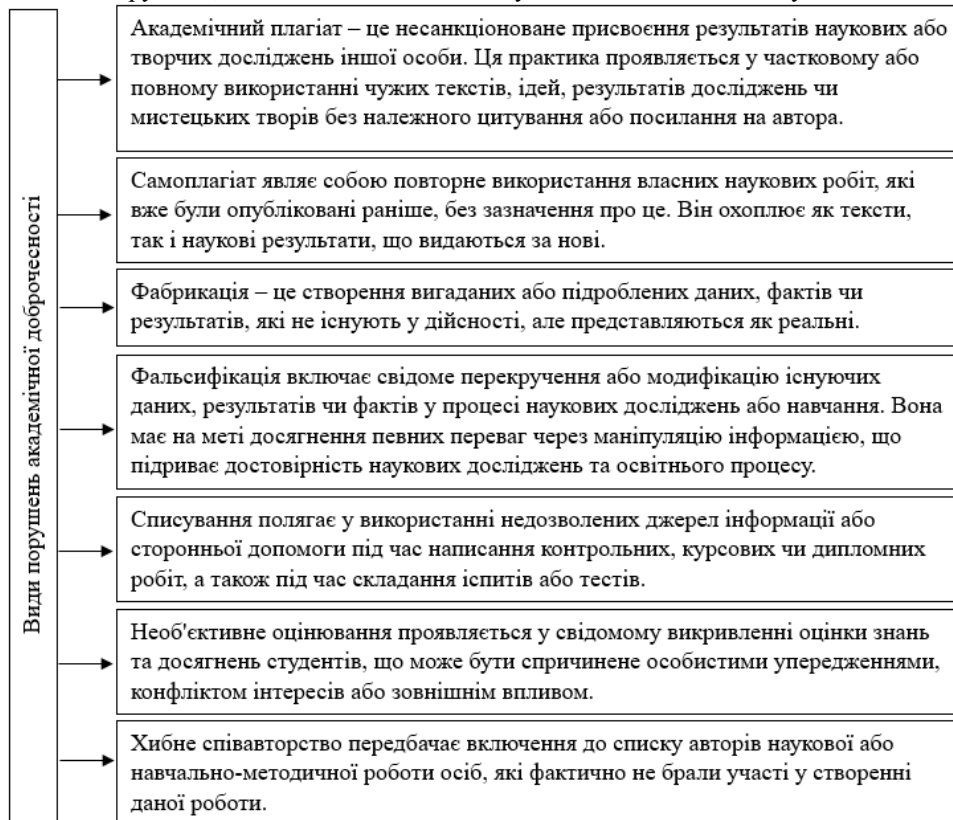 Види порушень академічної доброчесності
Академічний плагіат – це несанкціоноване присвоєння результатів наукових або
творчих досліджень іншої особи. Ця практика проявляється у частковому або
повному використанні чужих текстів, ідей, результатів досліджень чи
мистецьких творів без належного цитування або посилання на автора.
Самоплагіат являє собою повторне використання власних наукових робіт, які
вже були опубліковані раніше, без зазначення про це. Він охоплює як тексти,
так і наукові результати, що видаються за нові.
Фабрикація – це створення вигаданих або підроблених даних, фактів чи
результатів, які не існують у дійсності, але представляються як реальні.
Фальсифікація включає свідоме перекручення або модифікацію існуючих
даних, результатів чи фактів у процесі наукових досліджень або навчання. Вона
має на меті досягнення певних переваг через маніпуляцію інформацією, що
підриває достовірність наукових досліджень та освітнього процесу.
Списування полягає у використанні недозволених джерел інформації або
сторонньої допомоги під час написання контрольних, курсових чи дипломних
робіт, а також під час складання іспитів або тестів.
Необ'єктивне оцінювання проявляється у свідомому викривленні оцінки знань
та досягнень студентів, що може бути спричинене особистими упередженнями,
конфліктом інтересів або зовнішнім впливом.
Хибне співавторство передбачає включення до списку авторів наукової або
навчально-методичної роботи осіб, які фактично не брали участі у створенні
даної роботи.